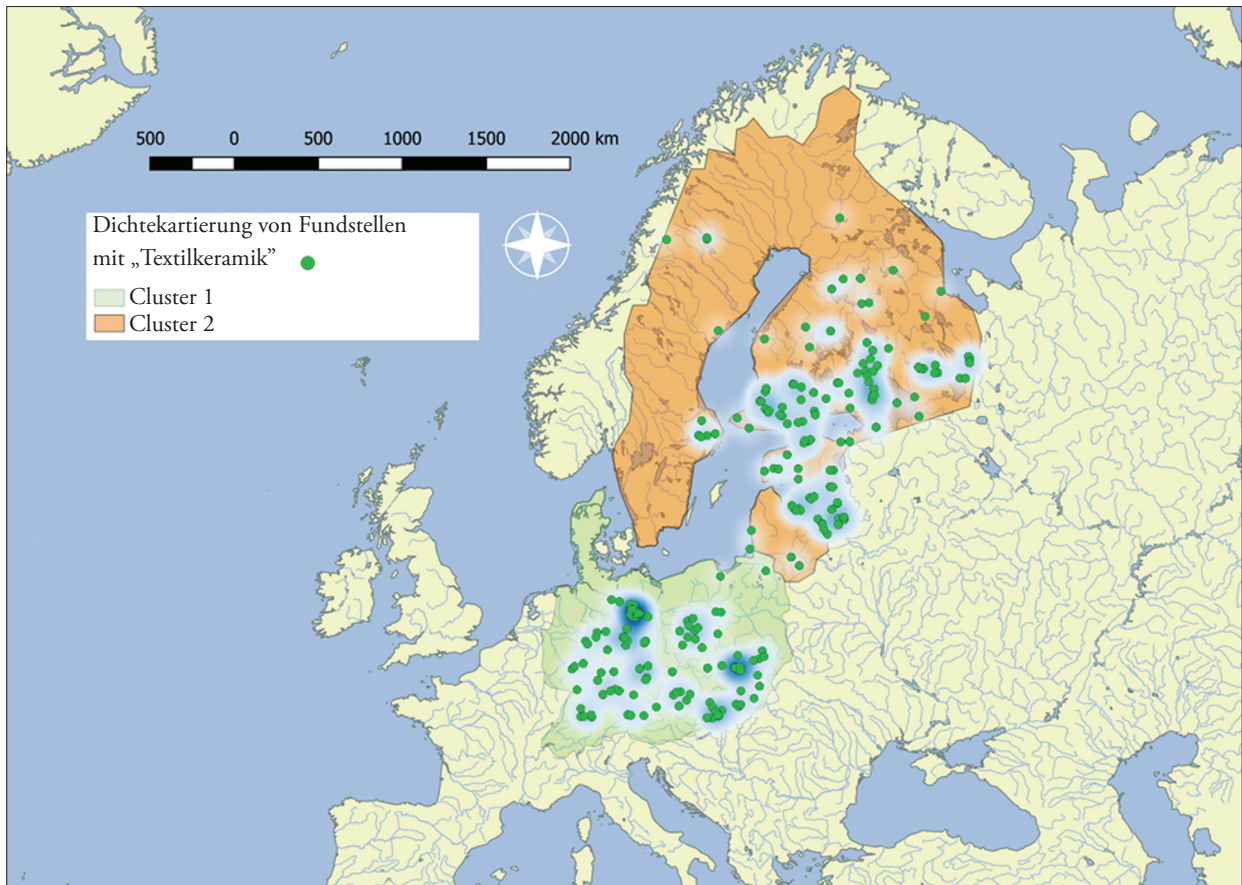 500 0 500 1000 1500 2000 km
Dichtekartierung von Fundstellen
mit „Textilkeramik”
Cluster 1
Cluster 2